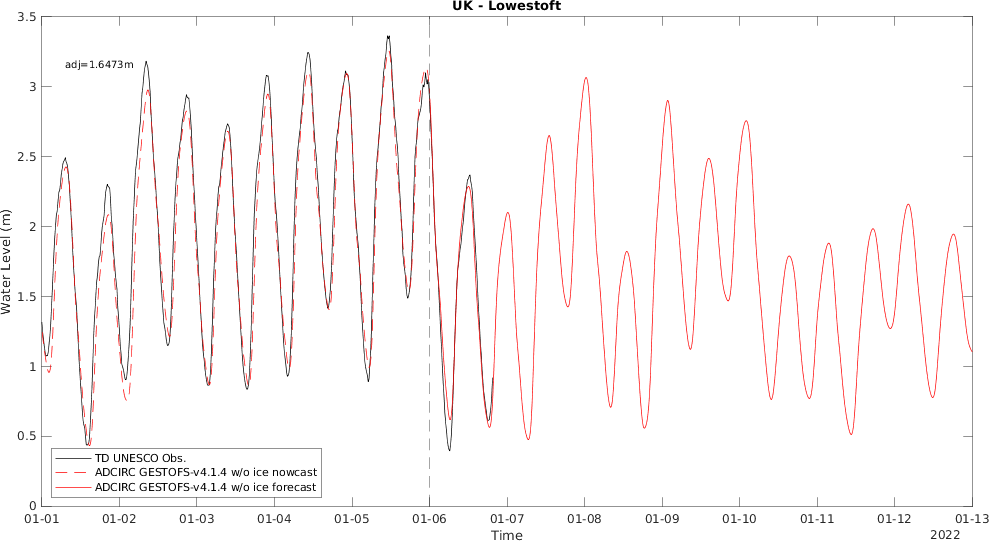 UK - Lowestoft
3.5
adj=1.6473m
3
2.5
2
Water Level (m)
1.5
1
0.5
TD UNESCO Obs.
ADCIRC GESTOFS-v4.1.4 w/o ice nowcast
ADCIRC GESTOFS-v4.1.4 w/o ice forecast
0
01-01 01-02 01-03 01-04 01-05 01-06 01-07 01-08 01-09 01-10 01-11 01-12 01-13
Time
2022